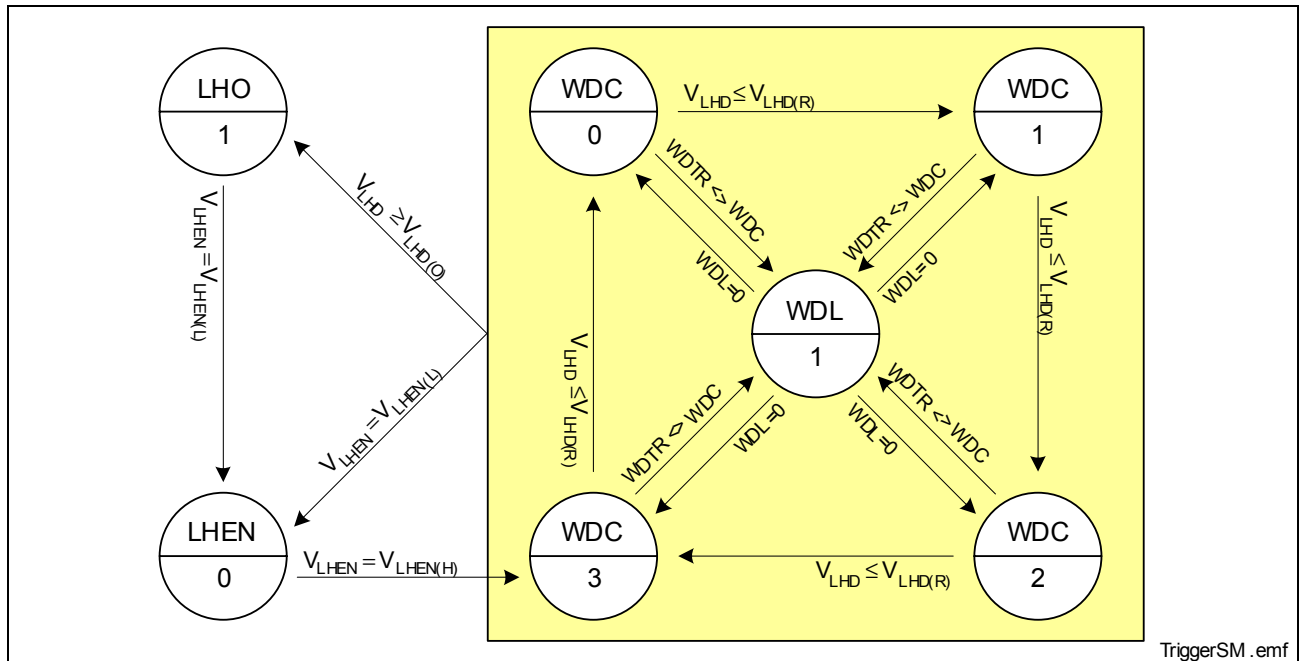 LHO
1
WDC
0
V_LHD ≤ V_LHD(R)
WDC
1
V_LHEN = V_LHEN(L)
V_LHD ≥ V_LHD(O)
WDTR <> WDC
WDL=0
WDTR <> WDC
WDL=0
V_LHD ≤ V_LHD(R)
WDL
1
V_LHD ≤ V_LHD(R)
V_LHEN = V_LHEN(L)
WDTR <> WDC
WDL=0
WDL=0
WDTR <> WDC
LHEN
0
V_LHEN = V_LHEN(H)
WDC
3
V_LHD ≤ V_LHD(R)
WDC
2
TriggerSM .emf